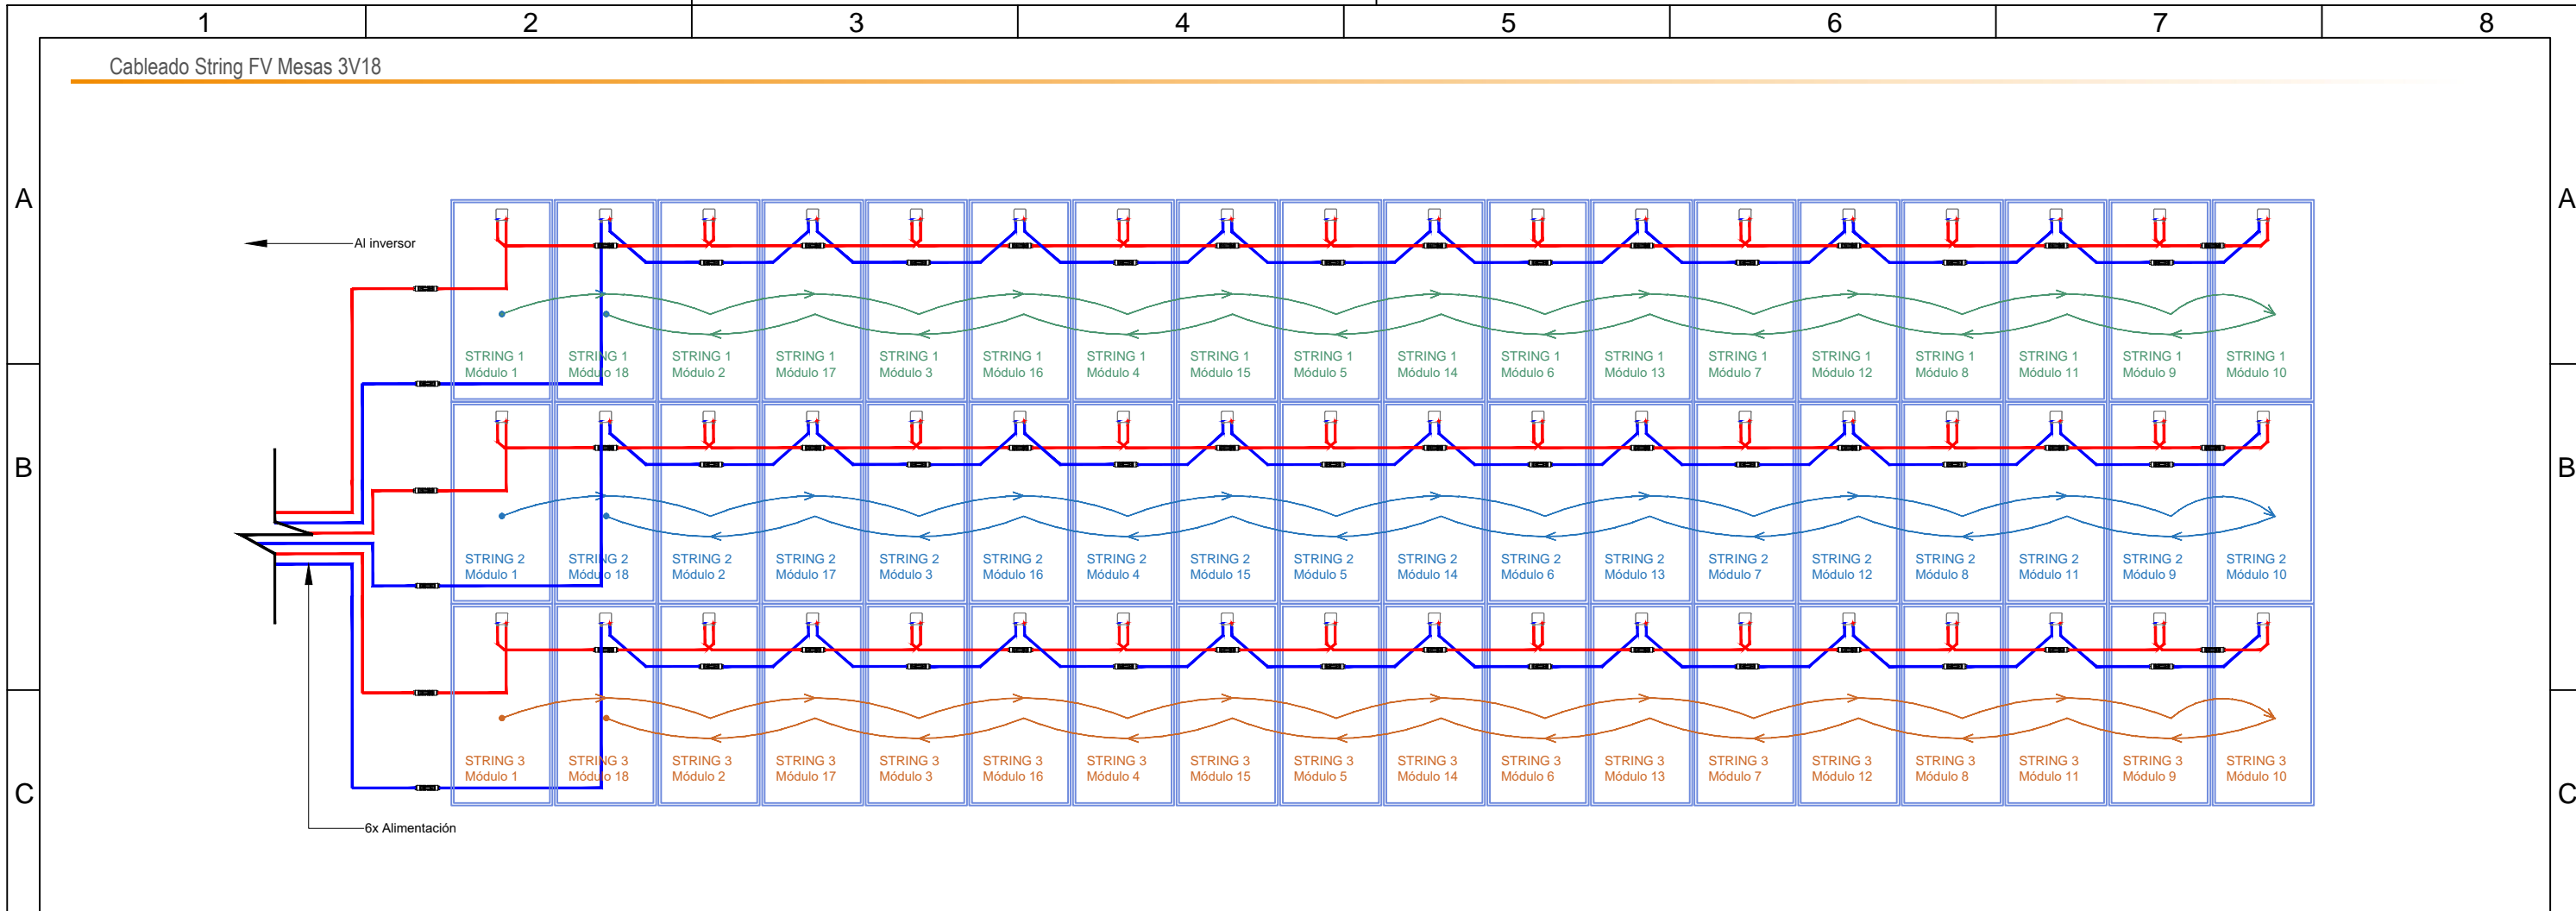 1 2 3 4 5 6 7 8
Cableado String FV Mesas 3V18
A A
Al inversor
STRING 1 STRING 1 STRING 1 STRING 1 STRING 1 STRING 1 STRING 1 STRING 1 STRING 1 STRING 1 STRING 1 STRING 1 STRING 1 STRING 1 STRING 1 STRING 1 STRING 1 STRING 1
Módulo 1 Módulo 18 Módulo 2 Módulo 17 Módulo 3 Módulo 16 Módulo 4 Módulo 15 Módulo 5 Módulo 14 Módulo 6 Módulo 13 Módulo 7 Módulo 12 Módulo 8 Módulo 11 Módulo 9 Módulo 10
B B
STRING 2 STRING 2 STRING 2 STRING 2 STRING 2 STRING 2 STRING 2 STRING 2 STRING 2 STRING 2 STRING 2 STRING 2 STRING 2 STRING 2 STRING 2 STRING 2 STRING 2 STRING 2
Módulo 1 Módulo 18 Módulo 2 Módulo 17 Módulo 3 Módulo 16 Módulo 4 Módulo 15 Módulo 5 Módulo 14 Módulo 6 Módulo 13 Módulo 7 Módulo 12 Módulo 8 Módulo 11 Módulo 9 Módulo 10
STRING 3 STRING 3 STRING 3 STRING 3 STRING 3 STRING 3 STRING 3 STRING 3 STRING 3 STRING 3 STRING 3 STRING 3 STRING 3 STRING 3 STRING 3 STRING 3 STRING 3 STRING 3
Módulo 1 Módulo 18 Módulo 2 Módulo 17 Módulo 3 Módulo 16 Módulo 4 Módulo 15 Módulo 5 Módulo 14 Módulo 6 Módulo 13 Módulo 7 Módulo 12 Módulo 8 Módulo 11 Módulo 9 Módulo 10
C C
6x Alimentación